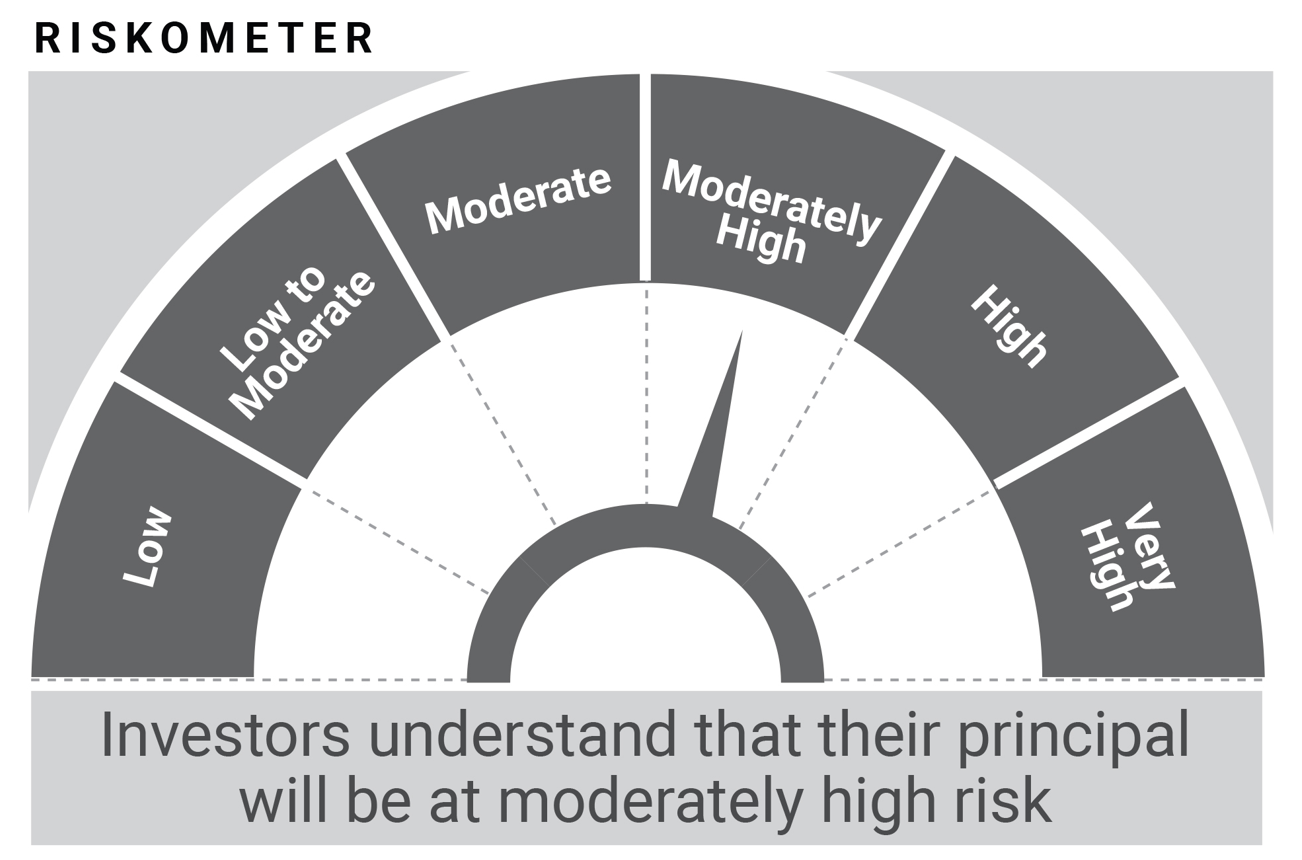 RISKOMETER
Low
Low to
Moderate
Moderate
Moderately
High
High
Very
High
Investors understand that their principal
will be at moderately high risk